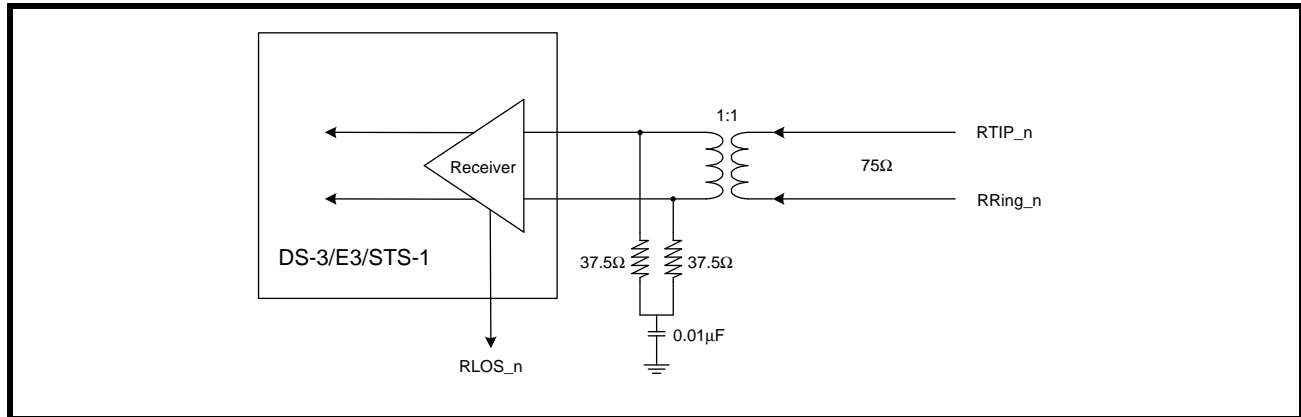 1:1
RTIP_n
Receiver
75Ω
RRing_n
DS-3/E3/STS-1
37.5Ω
37.5Ω
0.01μF
RLOS_n